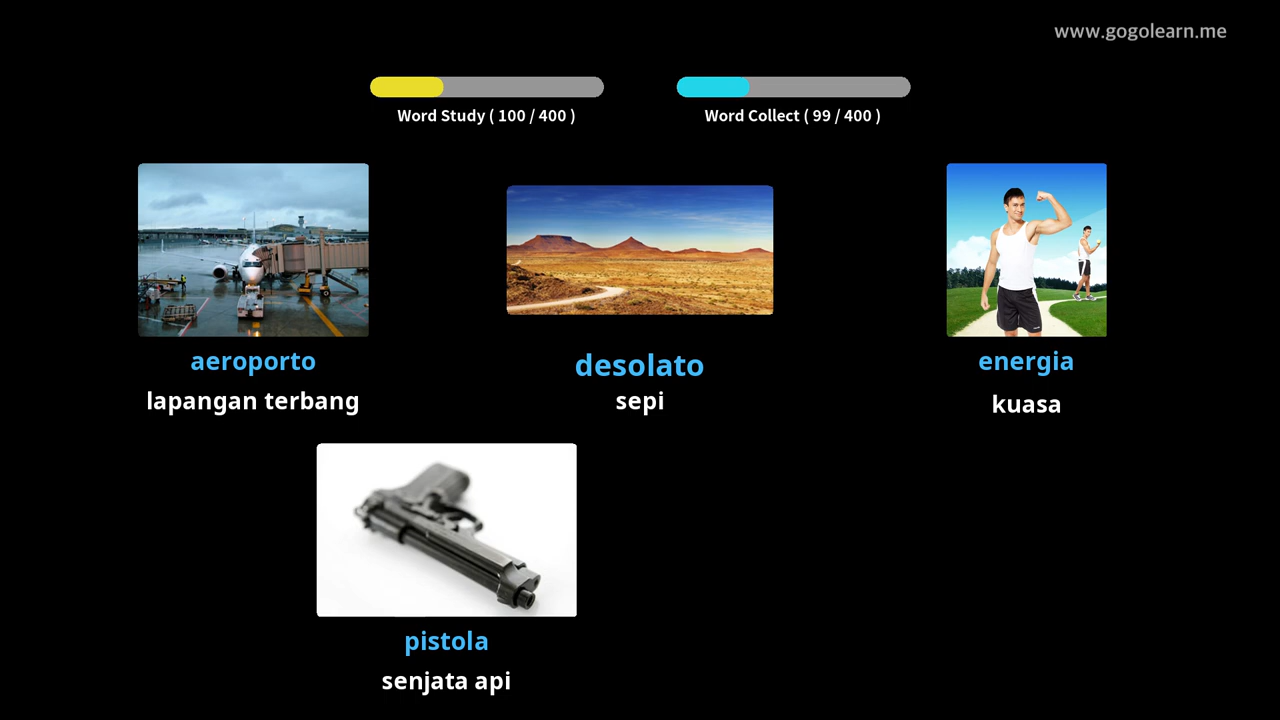 www.gogolearn.me
Word Study ( 100 / 400 )
Word Collect ( 99 / 400 )
aeroporto
lapangan terbang
desolato
sepi
energia
kuasa
pistola
senjata api